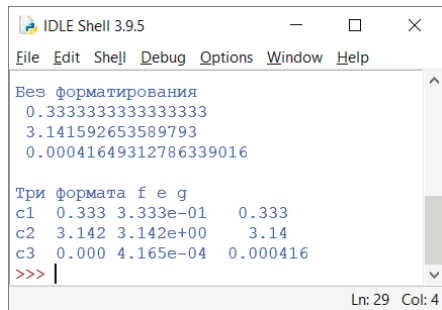 IDLE Shell 3.9.5
File Edit Shell Debug Options Window Help
Без форматирования
0.3333333333333333
3.141592653589793
0.00041649312786339016
Три формата f e g
c1 0.333 3.333e-01 0.333
c2 3.142 3.142e+00 3.14
c3 0.000 4.165e-04 0.000416
>>>
Ln: 29 Col: 4